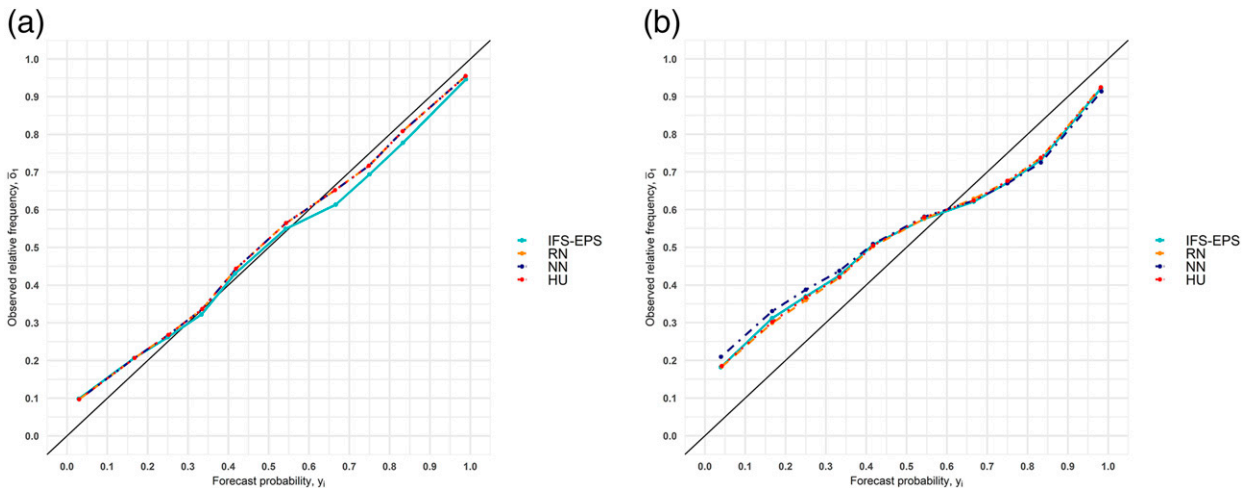 (a)
1.0
0.9
0.8
0.7
0.6
0.5
0.4
0.3
0.2
0.1
0.0
Observed relative frequency, ō₁
0.0 0.1 0.2 0.3 0.4 0.5 0.6 0.7 0.8 0.9 1.0
Forecast probability, yᵢ
IFS-EPS
RN
NN
HU
(b)
1.0
0.9
0.8
0.7
0.6
0.5
0.4
0.3
0.2
0.1
0.0
Observed relative frequency, ō₁
0.0 0.1 0.2 0.3 0.4 0.5 0.6 0.7 0.8 0.9 1.0
Forecast probability, yᵢ
IFS-EPS
RN
NN
HU